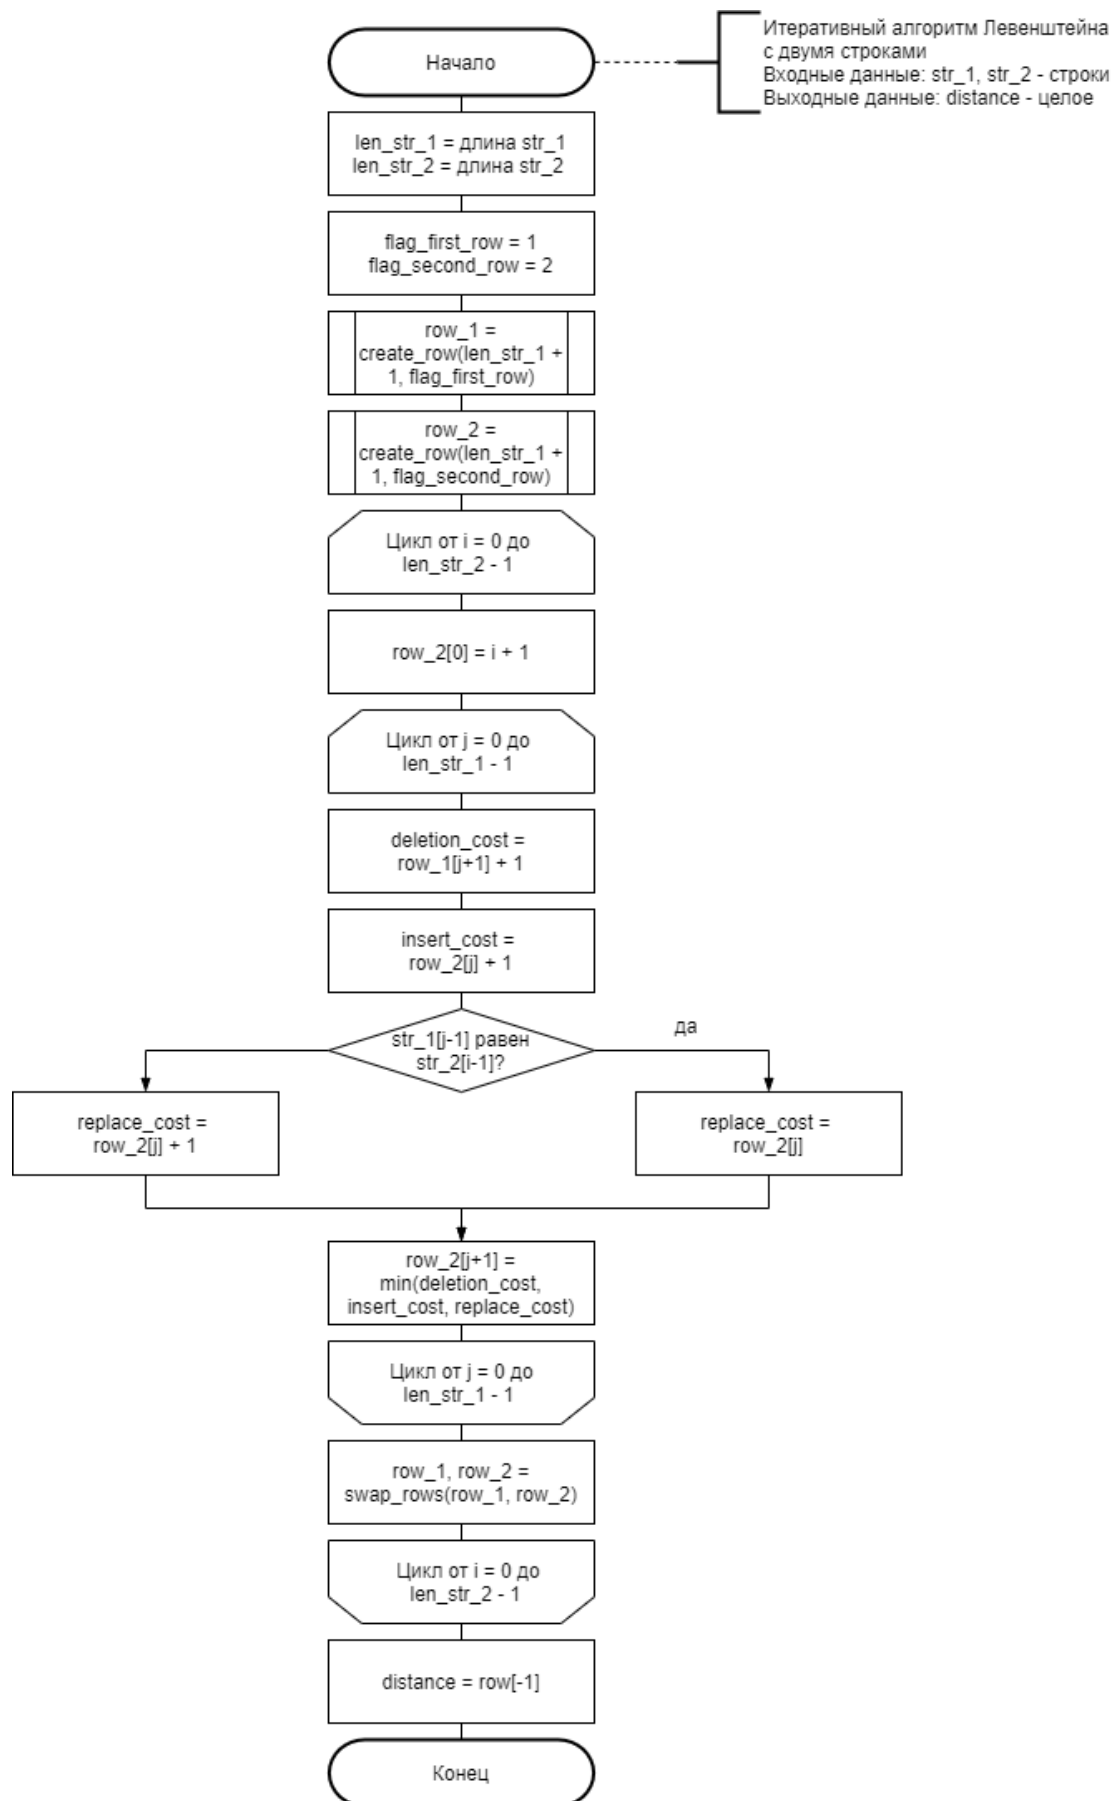 Начало
Итеративный алгоритм Левенштейна
с двумя строками
Входные данные: str_1, str_2 - строки
Выходные данные: distance - целое
len_str_1 = длина str_1
len_str_2 = длина str_2
flag_first_row = 1
flag_second_row = 2
row_1 =
create_row(len_str_1 +
1, flag_first_row)
row_2 =
create_row(len_str_1 +
1, flag_second_row)
Цикл от i = 0 до
len_str_2 - 1
row_2[0] = i + 1
Цикл от j = 0 до
len_str_1 - 1
deletion_cost =
row_1[j+1] + 1
insert_cost =
row_2[j] + 1
str_1[j-1] равен
str_2[i-1]?
да
replace_cost =
row_2[j] + 1
replace_cost =
row_2[j]
row_2[j+1] =
min(deletion_cost,
insert_cost, replace_cost)
Цикл от j = 0 до
len_str_1 - 1
row_1, row_2 =
swap_rows(row_1, row_2)
Цикл от i = 0 до
len_str_2 - 1
distance = row[-1]
Конец